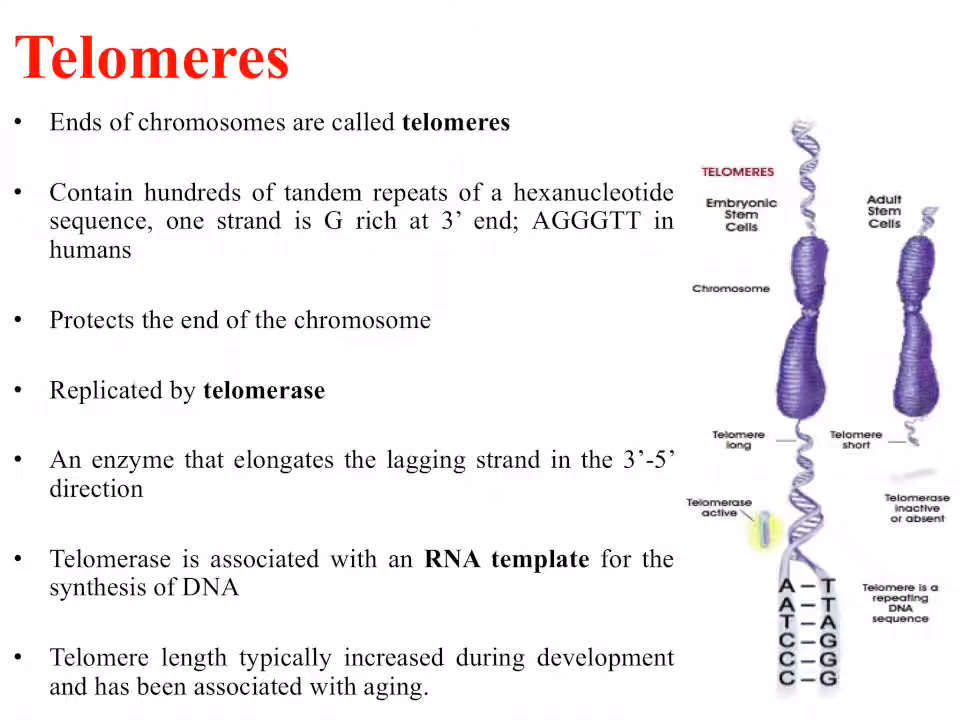 Telomeres
• Ends of chromosomes are called telomeres
• Contain hundreds of tandem repeats of a hexanucleotide
sequence, one strand is G rich at 3’ end; AGGGTT in
humans
• Protects the end of the chromosome
• Replicated by telomerase
• An enzyme that elongates the lagging strand in the 3’-5’
direction
• Telomerase is associated with an RNA template for the
synthesis of DNA
• Telomere length typically increased during development
and has been associated with aging.
TELOMERES
Embryonic
Stem
Cells
Adult
Stem
Cells
Chromosome
Telomere
long
Telomere
short
Telomerase
active
Telomerase
inactive
or absent
A – T
A – T
T – A
C – G
C – G
C – G
Telomere is a
repeating
DNA
sequence